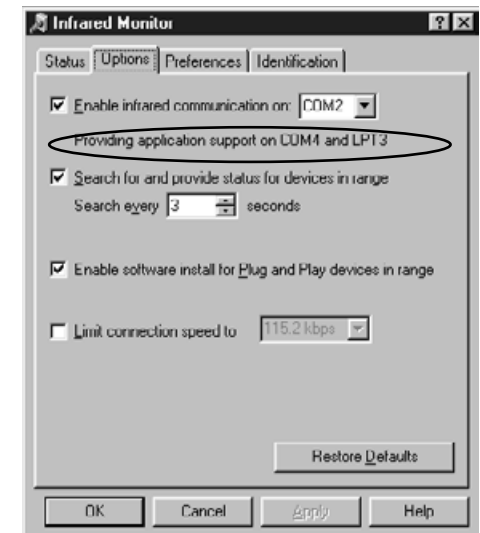 Infrared Monitor
Status Options Preferences Identification
Enable infrared communication on: COM2
Providing application support on COM4 and LPT3
Search for and provide status for devices in range
Search every 3 seconds
Enable software install for Plug and Play devices in range
Limit connection speed to 115.2 kbps
Restore Defaults
OK Cancel Apply Help